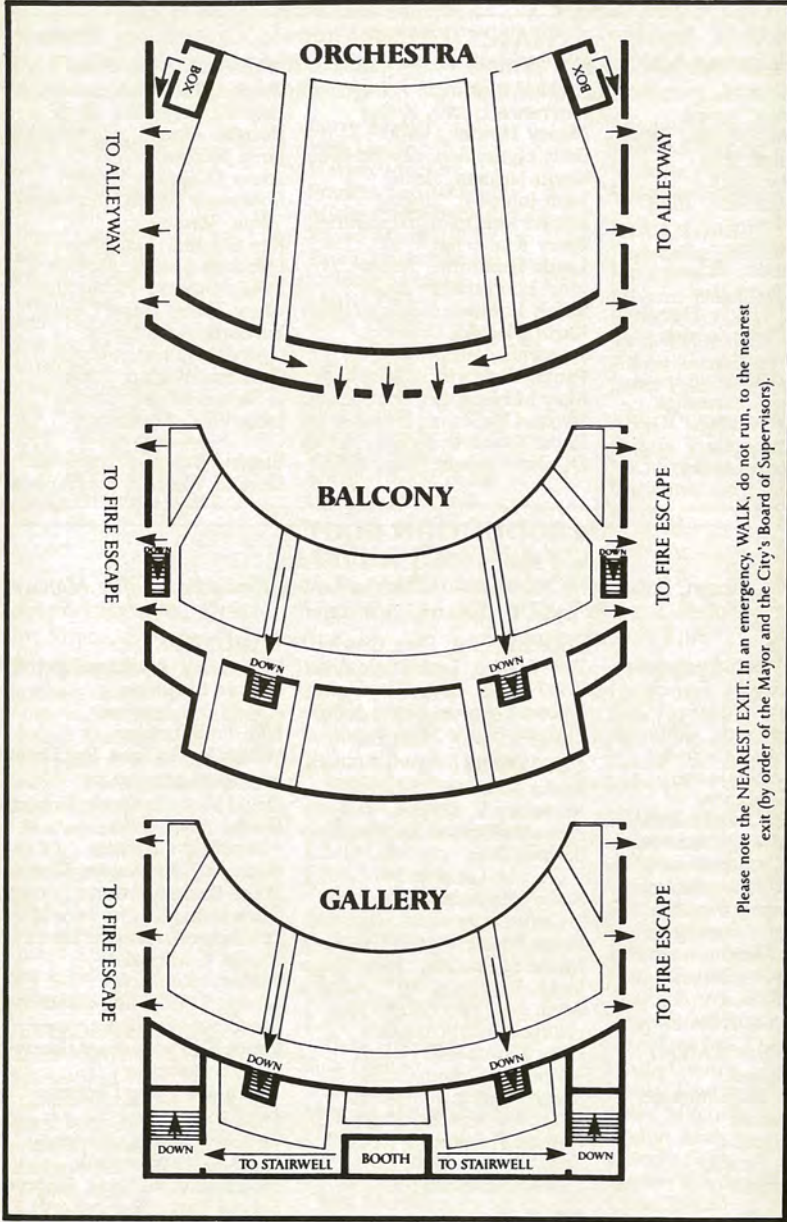 ORCHESTRA
BOX
BOX
TO ALLEYWAY
TO ALLEYWAY
BALCONY
TO FIRE ESCAPE
TO FIRE ESCAPE
DOWN
DOWN
DOWN
DOWN
GALLERY
TO FIRE ESCAPE
TO FIRE ESCAPE
DOWN
DOWN
DOWN
DOWN
TO STAIRWELL
BOOTH
TO STAIRWELL
Please note the NEAREST EXIT. In an emergency, WALK, do not run, to the nearest
exit (by order of the Mayor and the City's Board of Supervisors).